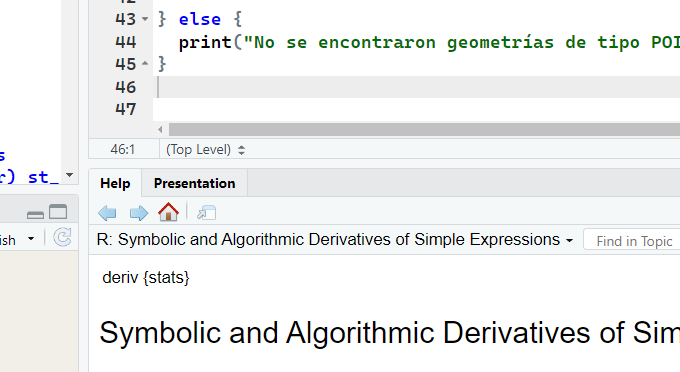 43 } else {
44 print("No se encontraron geometrías de tipo POI
45 }
46
47
46:1 (Top Level)
s
r) st_
Help Presentation
ish
R: Symbolic and Algorithmic Derivatives of Simple Expressions
Find in Topic
deriv {stats}
Symbolic and Algorithmic Derivatives of Sim